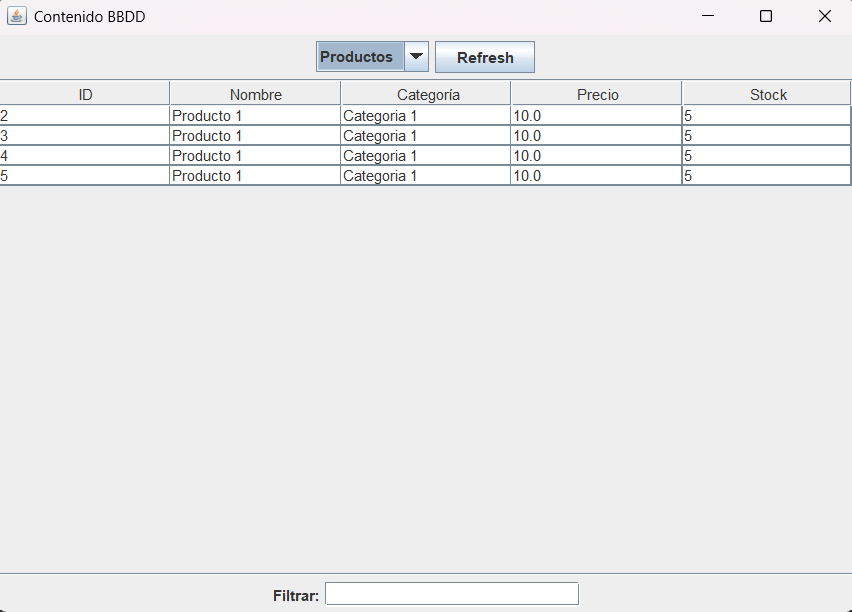 Contenido BBDD
Productos Refresh
ID Nombre Categoría Precio Stock
2 Producto 1 Categoria 1 10.0 5
3 Producto 1 Categoria 1 10.0 5
4 Producto 1 Categoria 1 10.0 5
5 Producto 1 Categoria 1 10.0 5
Filtrar: